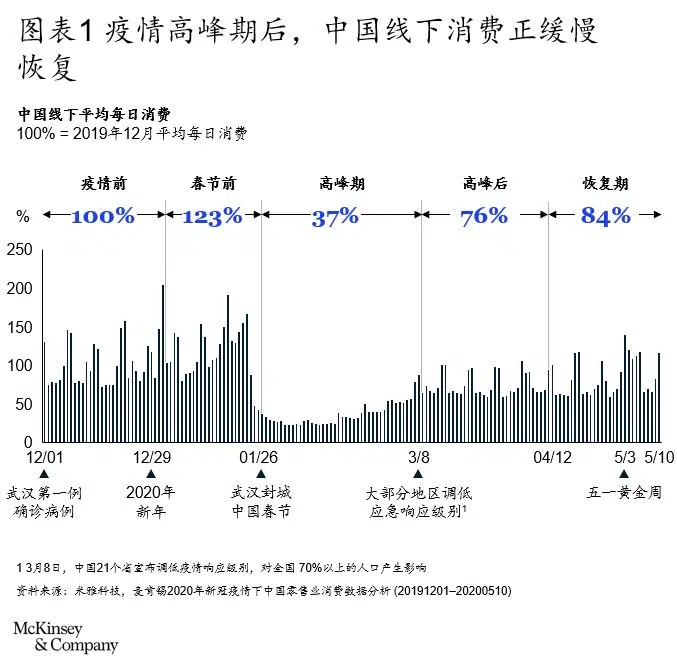 图表1 疫情高峰期后，中国线下消费正缓慢
恢复
中国线下平均每日消费
100% = 2019年12月平均每日消费
疫情前 春节前 高峰期 高峰后 恢复期
% 100% 123% 37% 76% 84%
250
200
150
100
50
0
12/01 12/29 01/26 3/8 04/12 5/3 5/10
武汉第一例 2020年 武汉封城 大部分地区调低 五一黄金周
确诊病例 新年 中国春节 应急响应级别1
1 3月8日，中国21个省宣布调低疫情响应级别，对全国 70%以上的人口产生影响
资料来源：米雅科技，麦肯锡2020年新冠疫情下中国零售业消费数据分析 (20191201–20200510)
McKinsey
& Company